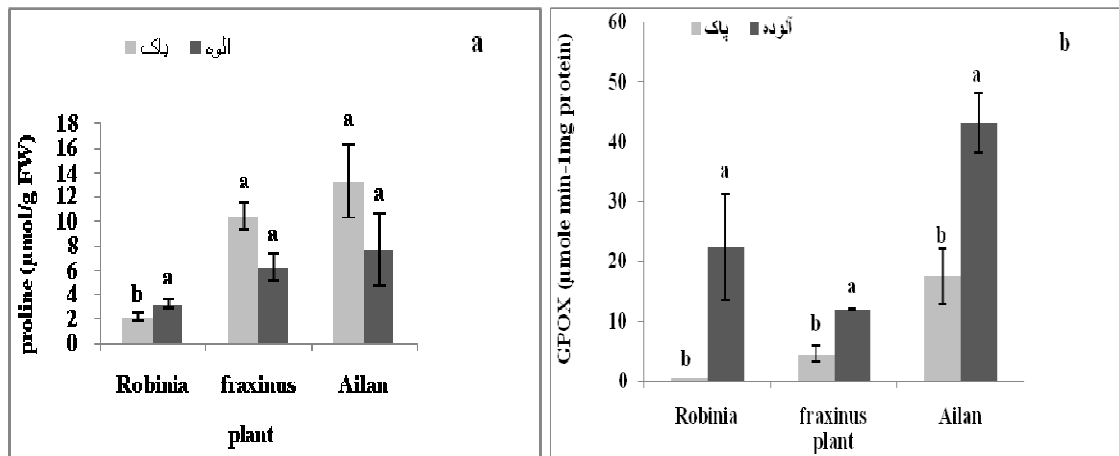 a
پاک الوده
proline (µmol/g FW)
18
16
14
12
10
8
6
4
2
0
b a
a a
a a
Robinia fraxinus Ailan
plant
b
پاک آلوده
GPOX (µmole min-1mg protein)
60
50
40
30
20
10
0
b a
b a
b a
Robinia fraxinus Ailan
plant